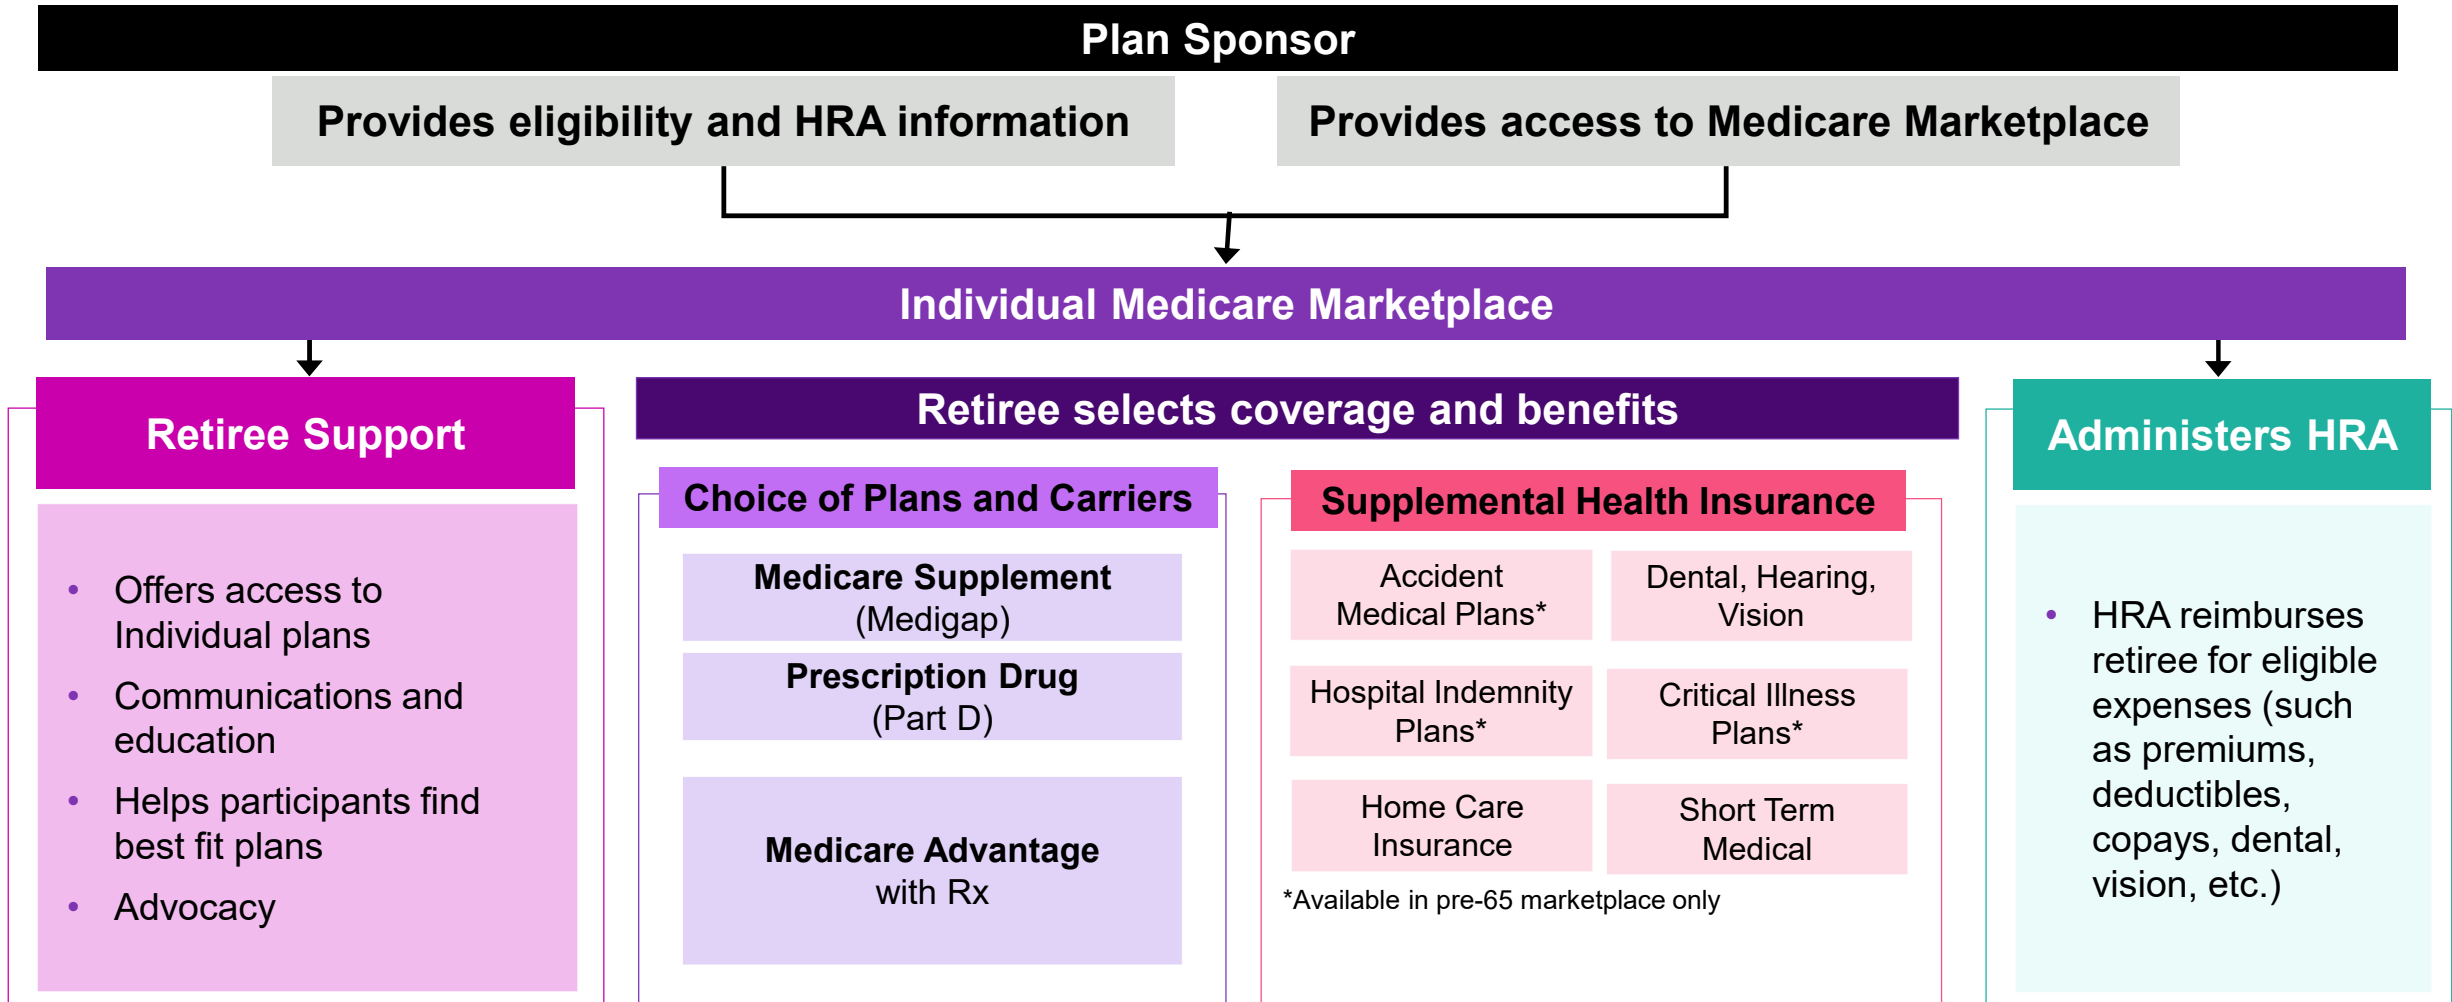 Plan Sponsor
Provides eligibility and HRA information
Provides access to Medicare Marketplace
Individual Medicare Marketplace
Retiree Support
• Offers access to
Individual plans
• Communications and
education
• Helps participants find
best fit plans
• Advocacy
Retiree selects coverage and benefits
Choice of Plans and Carriers
Medicare Supplement
(Medigap)
Prescription Drug
(Part D)
Medicare Advantage
with Rx
Supplemental Health Insurance
Accident
Medical Plans*
Dental, Hearing,
Vision
Hospital Indemnity
Plans*
Critical Illness
Plans*
Home Care
Insurance
Short Term
Medical
*Available in pre-65 marketplace only
Administers HRA
• HRA reimburses
retiree for eligible
expenses (such
as premiums,
deductibles,
copays, dental,
vision, etc.)